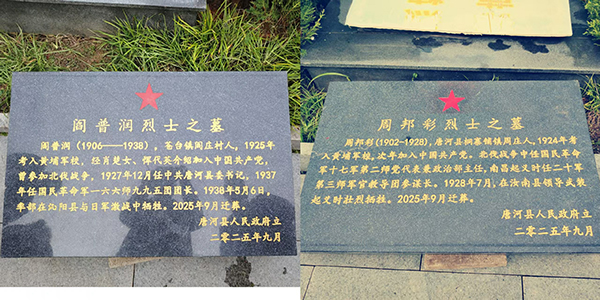 阎普润烈士之墓
阎普润(1906——1938),苍台镇阎庄村人,1925年
考入黄埔军校,经肖楚女、恽代英介绍加入中国共产党,
曾参加北伐战争,1927年12月任中共唐河县委书记,1937
年任国民革命军一六六师九九五团团长。1938年5月6日,
率部在沁阳县与日军激战中牺牲。2025年9月迁葬。
唐河县人民政府立
二〇二五年九月
周邦彩烈士之墓
周邦彩(1902-1928),唐河县桐寨铺镇周庄人,1924年
考入黄埔军校,次年加入中国共产党。北伐战争中任国民革命
军十七军第二师党代表兼政治部主任,南昌起义时任二十军
第三师军官教导团参谋长。1928年7月,在汝南县领导武装
起义时壮烈牺牲。2025年9月迁葬。
唐河县人民政府立
二〇二五年九月